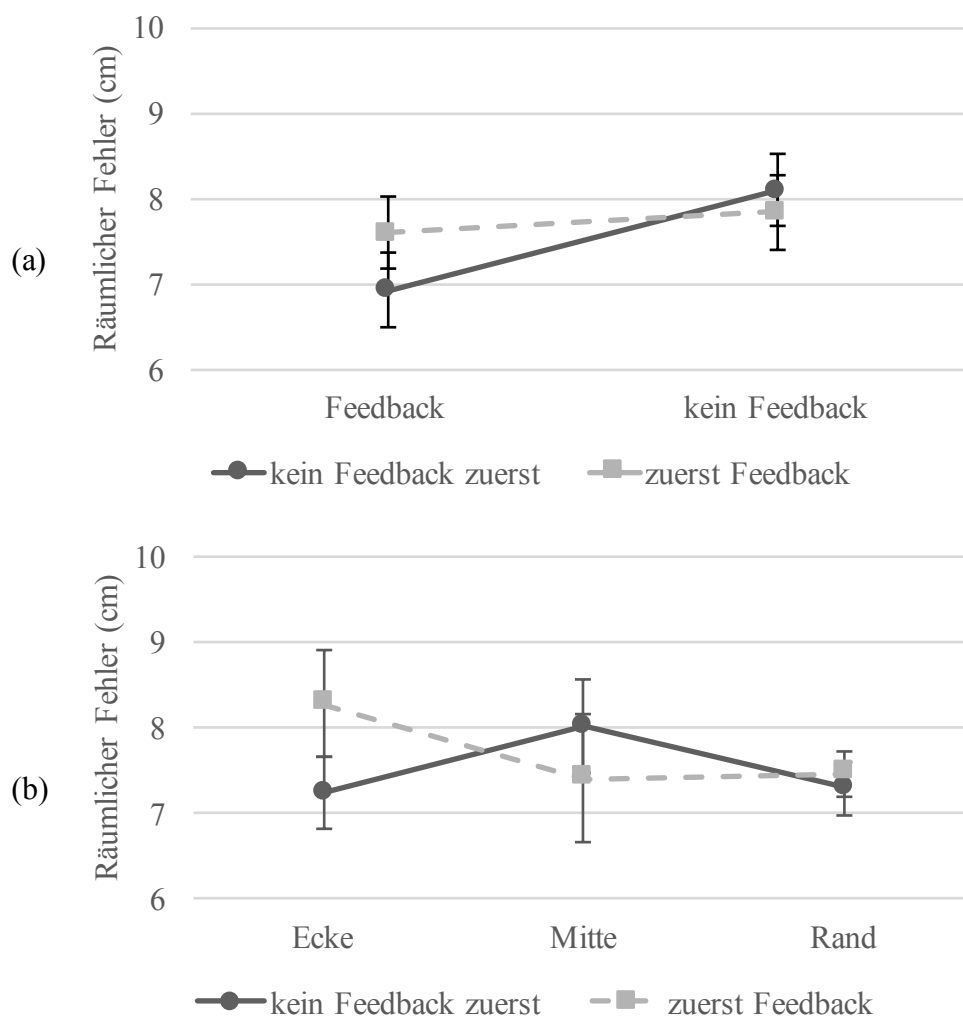 (a)
Räumlicher Fehler (cm)
10
9
8
7
6
Feedback kein Feedback
kein Feedback zuerst zuerst Feedback
(b)
Räumlicher Fehler (cm)
10
9
8
7
6
Ecke Mitte Rand
kein Feedback zuerst zuerst Feedback